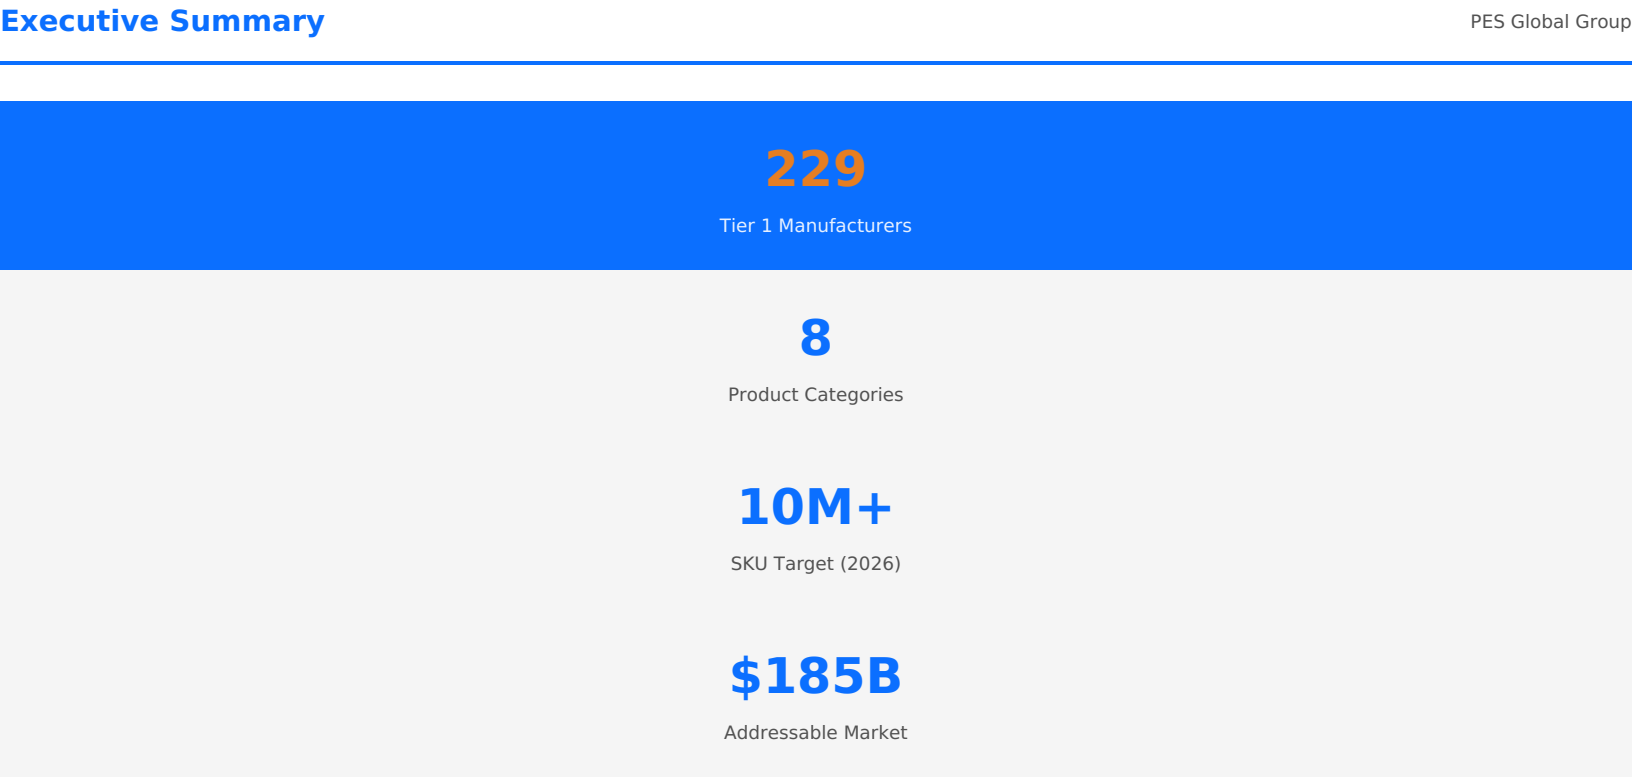 Executive Summary
PES Global Group
229
Tier 1 Manufacturers
8
Product Categories
10M+
SKU Target (2026)
$185B
Addressable Market